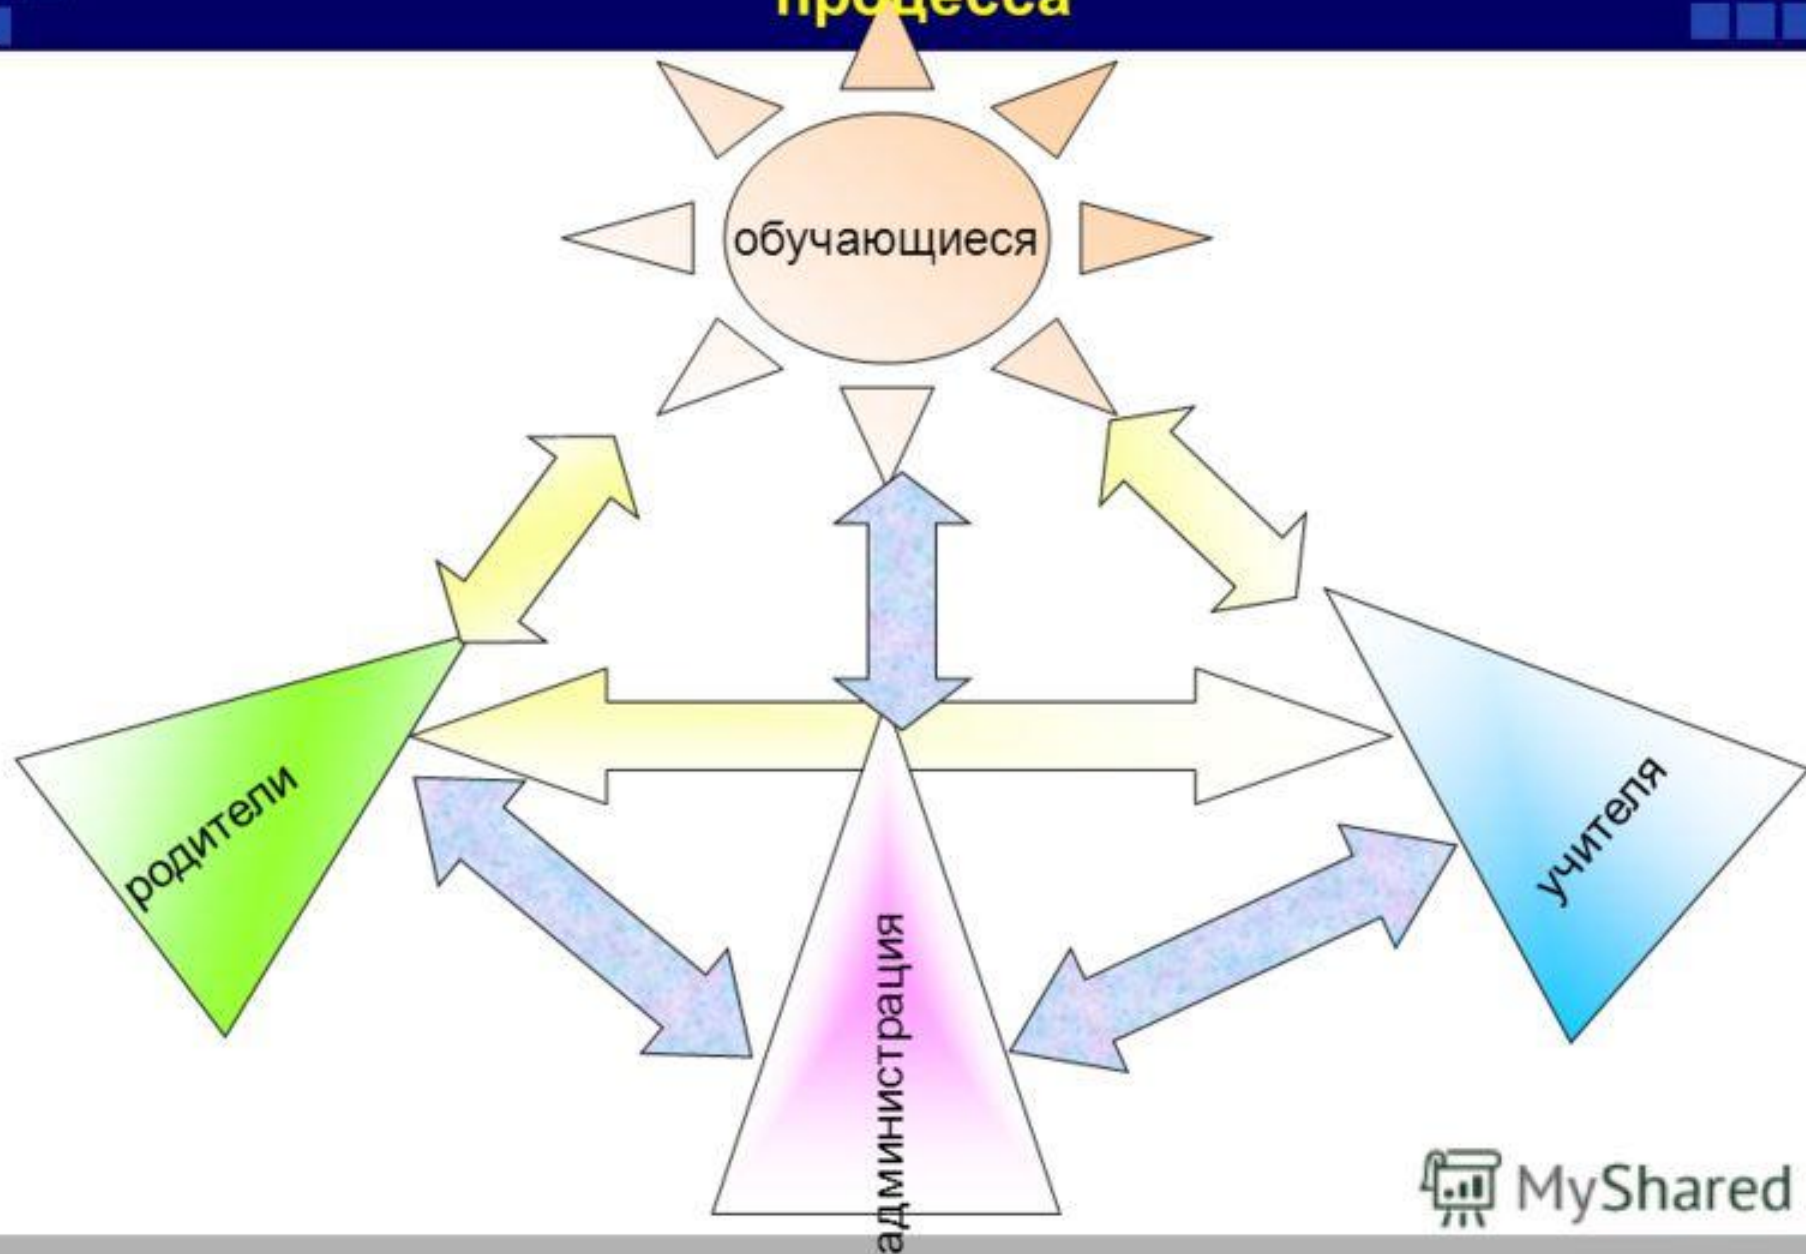 процесса
обучающиеся
родители
учителя
администрация
MyShared